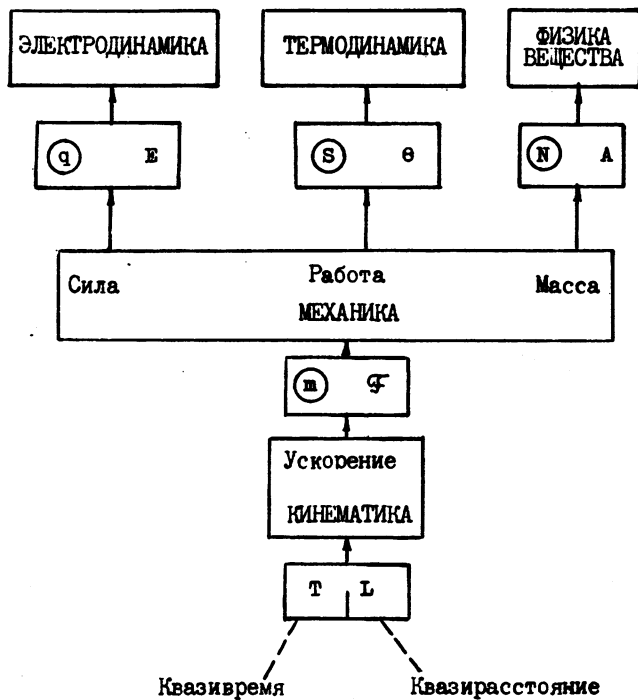 ЭЛЕКТРОДИНАМИКА
ТЕРМОДИНАМИКА
ФИЗИКА
ВЕЩЕСТВА
q E
S θ
N A
Сила
Работа
Масса
МЕХАНИКА
m ℱ
Ускорение
КИНЕМАТИКА
T L
Квазивремя
Квазирасстояние